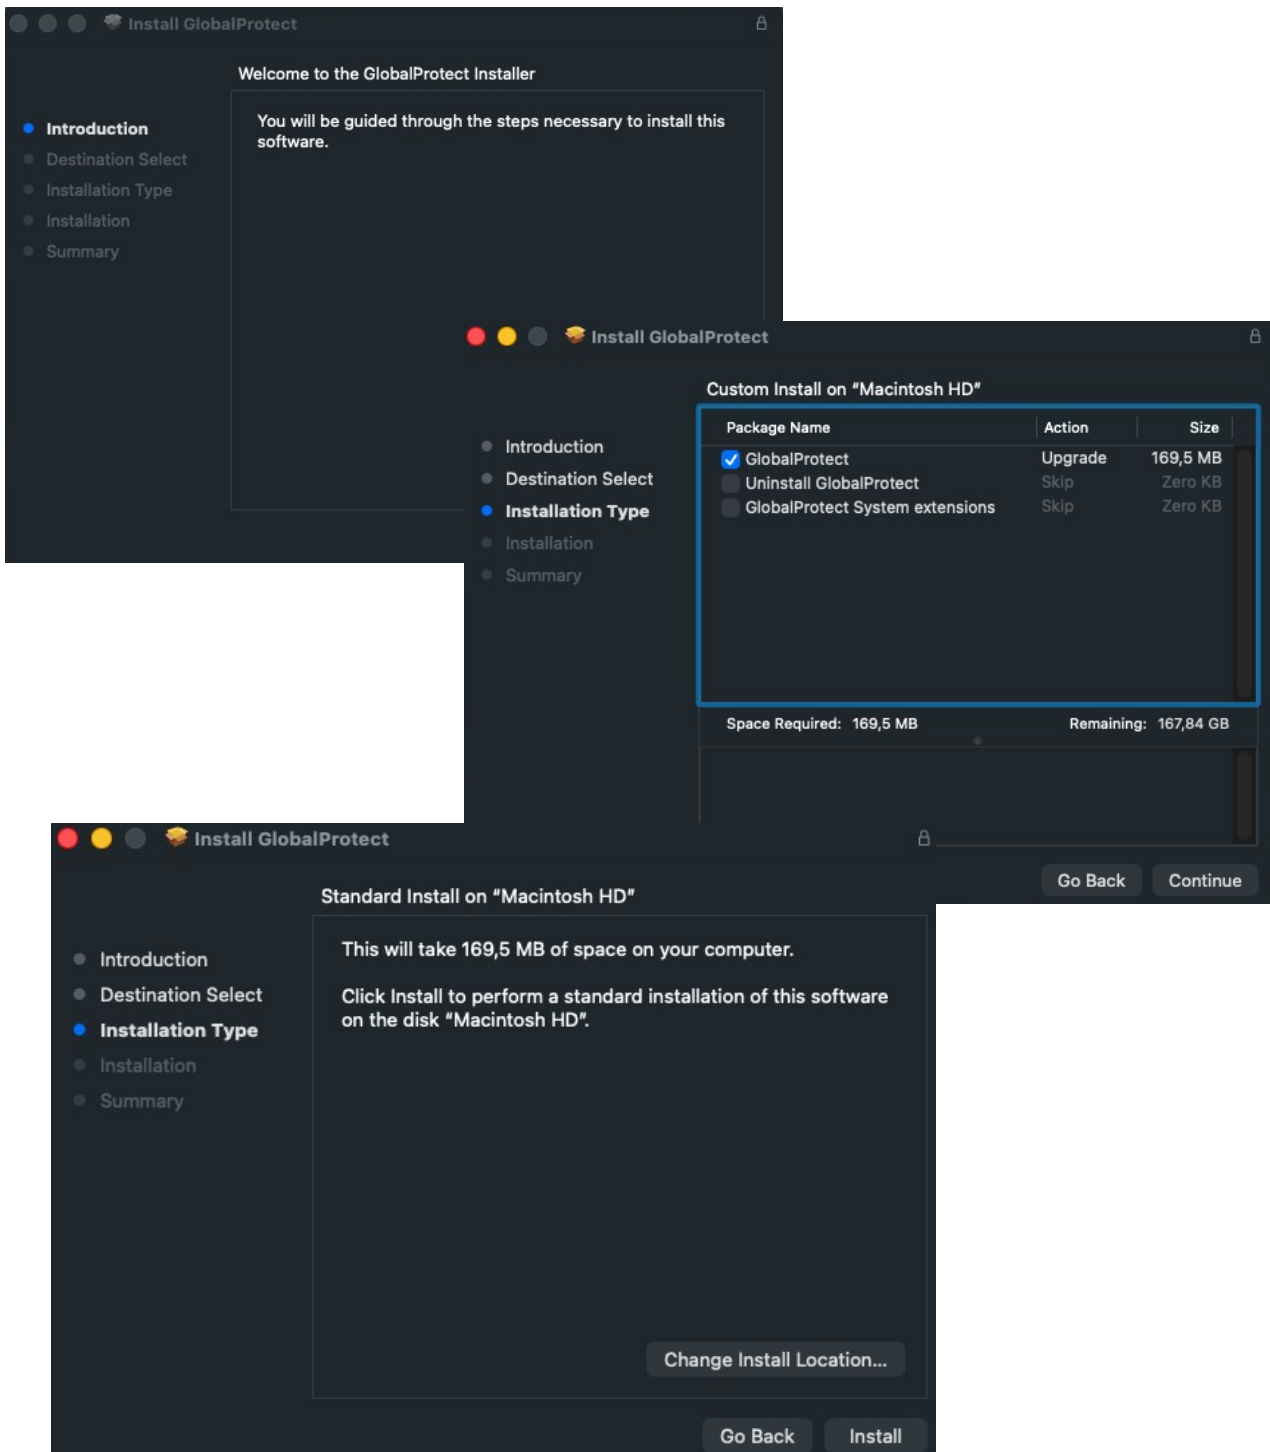 Install GlobalProtect
Welcome to the GlobalProtect Installer
Introduction
Destination Select
Installation Type
Installation
Summary
You will be guided through the steps necessary to install this
software.
Install GlobalProtect
Custom Install on “Macintosh HD”
Introduction
Destination Select
Installation Type
Installation
Summary
Package Name Action Size
GlobalProtect Upgrade 169,5 MB
Uninstall GlobalProtect Skip Zero KB
GlobalProtect System extensions Skip Zero KB
Space Required: 169,5 MB Remaining: 167,84 GB
Go Back Continue
Install GlobalProtect
Standard Install on “Macintosh HD”
Introduction
Destination Select
Installation Type
Installation
Summary
This will take 169,5 MB of space on your computer.
Click Install to perform a standard installation of this software
on the disk “Macintosh HD”.
Change Install Location...
Go Back Install